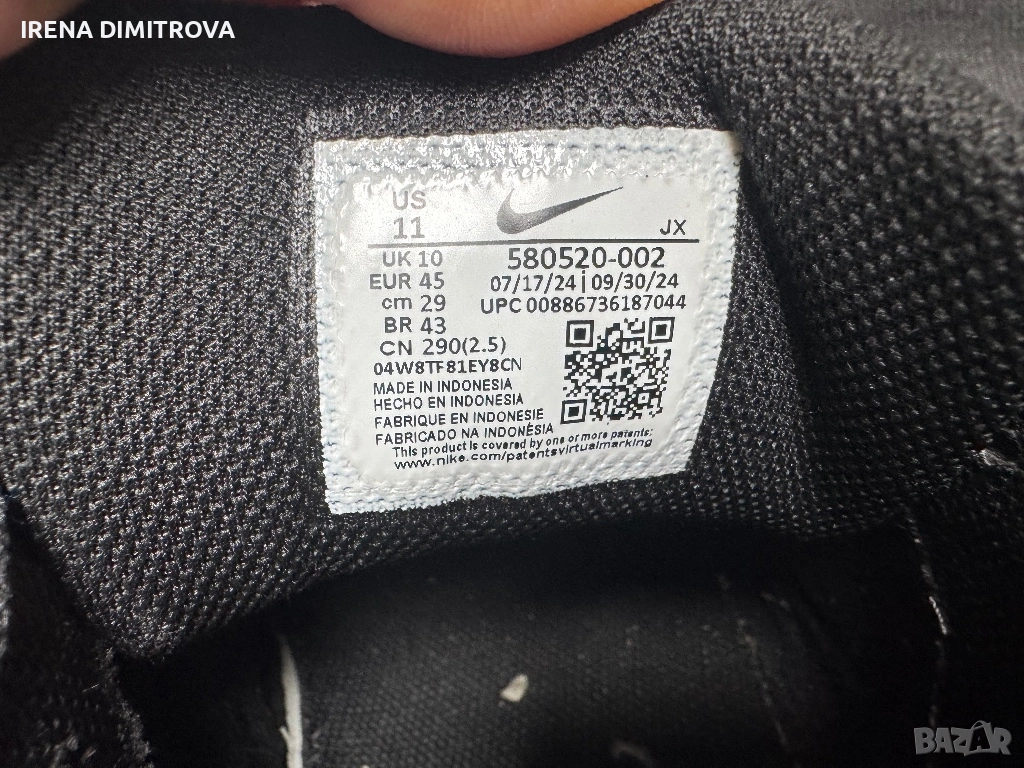 IRENA DIMITROVA
US
11
JX
UK 10
580520-002
EUR 45
07/17/24 | 09/30/24
cm 29
UPC 00886736187044
BR 43
CN 290(2.5)
04W8TF81EY8CN
MADE IN INDONESIA
HECHO EN INDONESIA
FABRIQUE EN INDONESIE
FABRICADO NA INDONÉSIA
This product is covered by one or more patents:
www.nike.com/patentsvirtualmarking
BAZAR